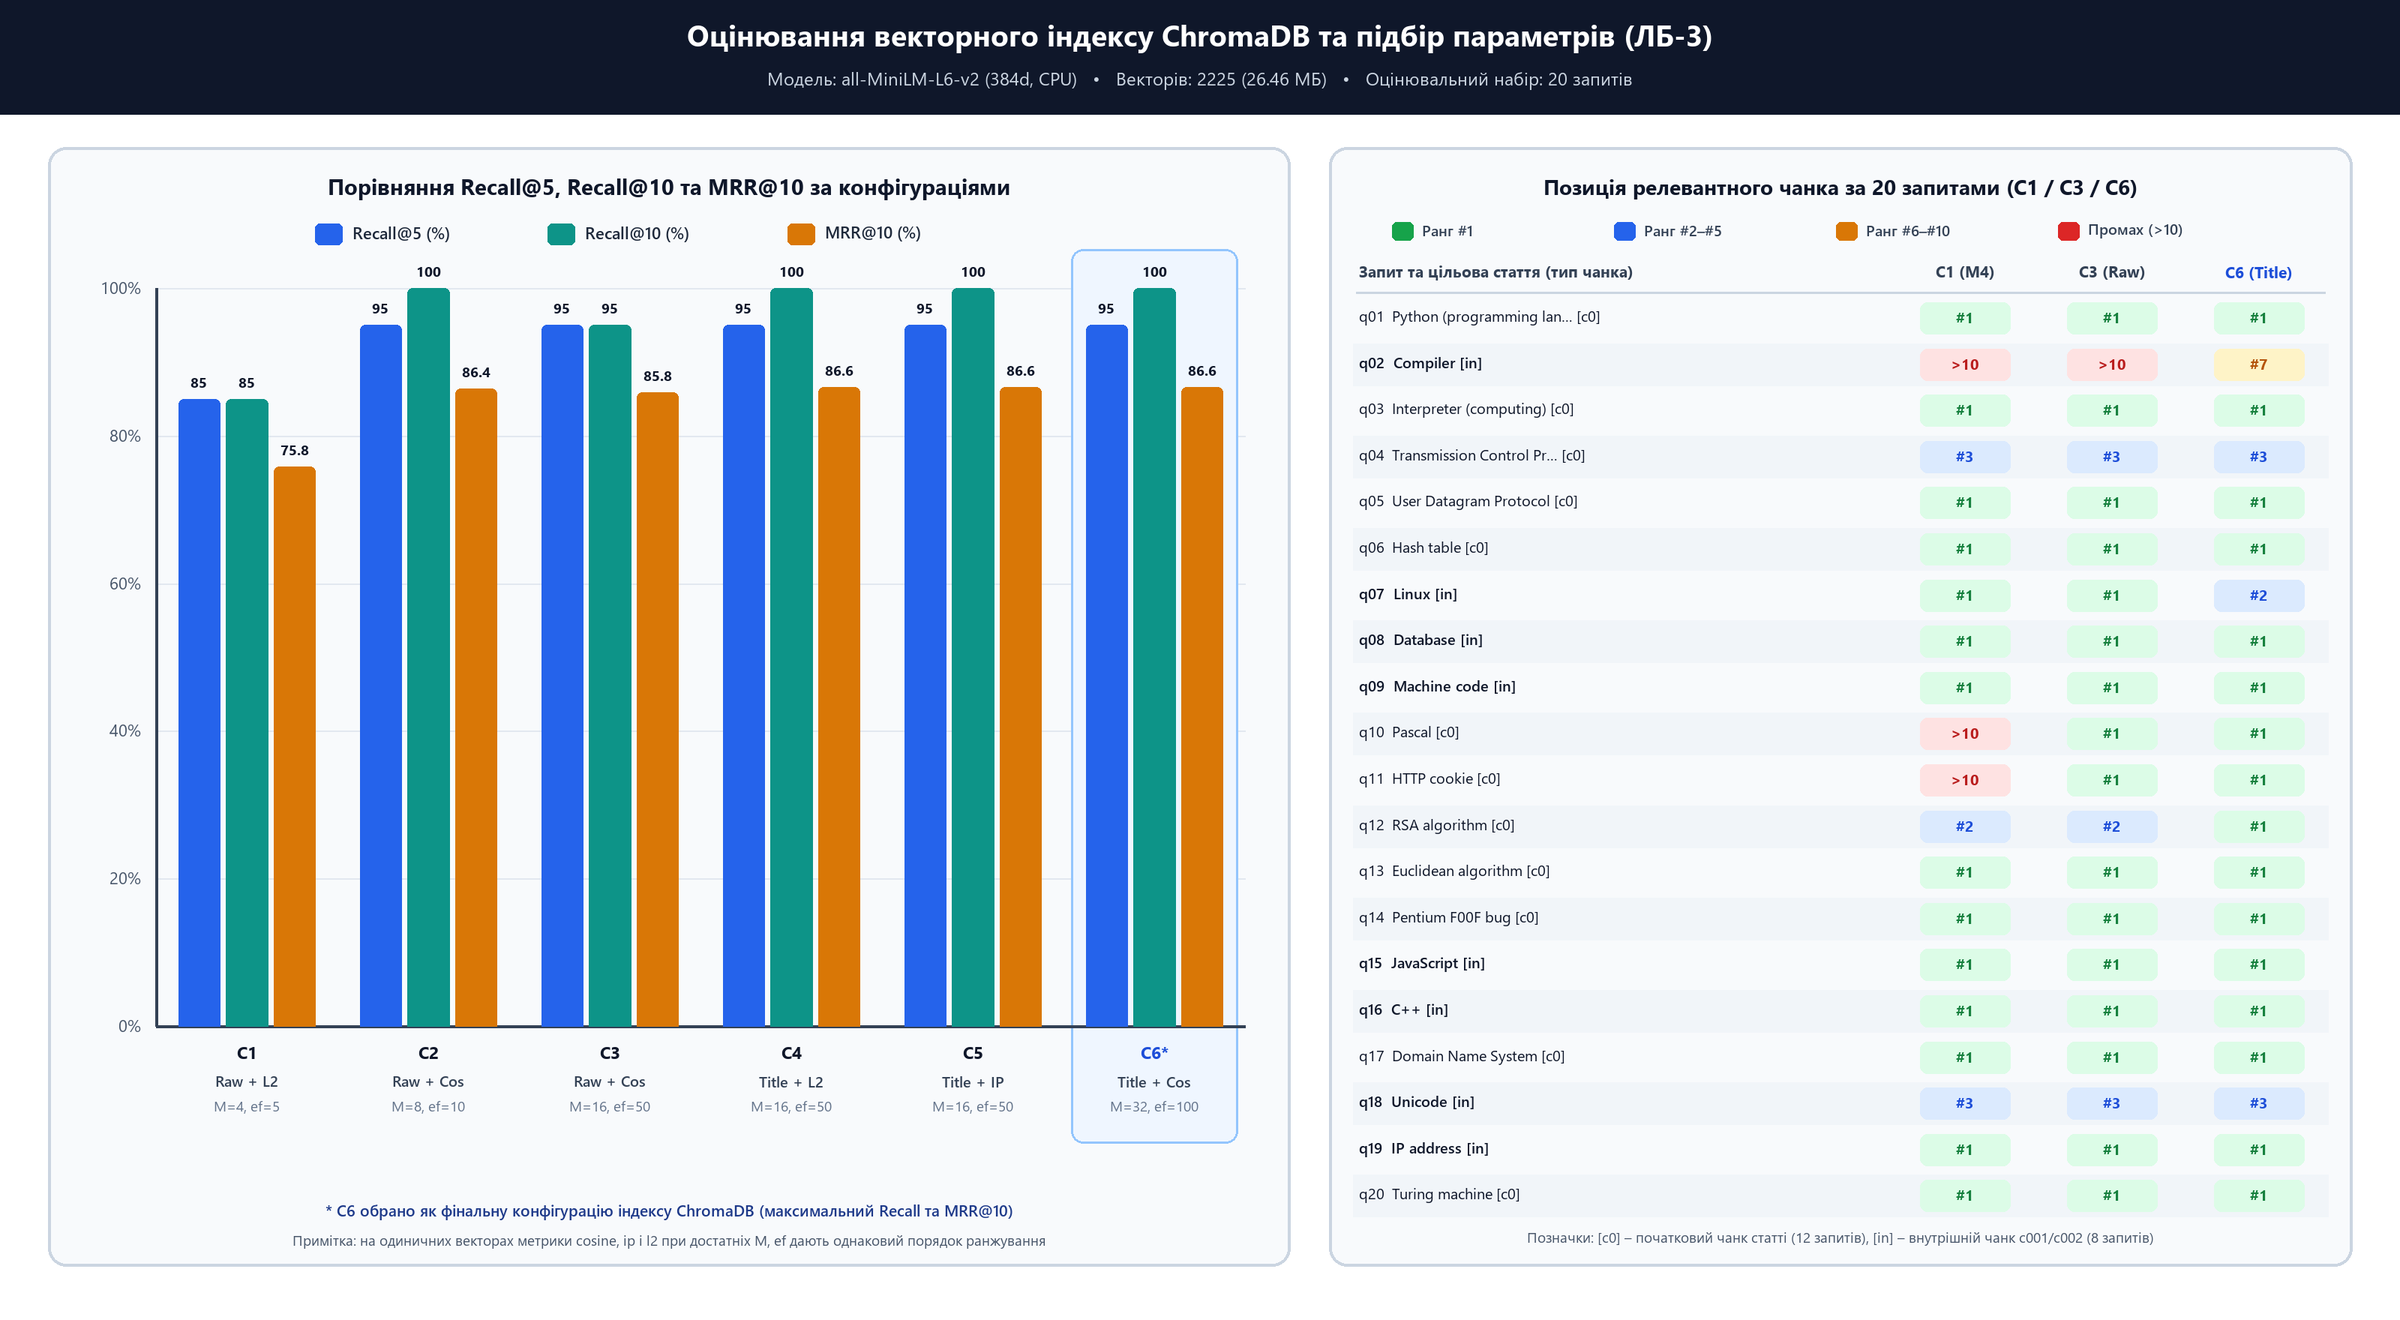 Оцінювання векторного індексу ChromaDB та підбір параметрів (ЛБ-3)
Модель: all-MiniLM-L6-v2 (384d, CPU) • Векторів: 2225 (26.46 МБ) • Оцінювальний набір: 20 запитів
Порівняння Recall@5, Recall@10 та MRR@10 за конфігураціями
Recall@5 (%) Recall@10 (%) MRR@10 (%)
100%
80%
60%
40%
20%
0%
85 85 75.8
95 100 86.4
95 95 85.8
95 100 86.6
95 100 86.6
95 100 86.6
C1 C2 C3 C4 C5 C6*
Raw + L2 Raw + Cos Raw + Cos Title + L2 Title + IP Title + Cos
M=4, ef=5 M=8, ef=10 M=16, ef=50 M=16, ef=50 M=16, ef=50 M=32, ef=100
* C6 обрано як фінальну конфігурацію індексу ChromaDB (максимальний Recall та MRR@10)
Примітка: на одиничних векторах метрики cosine, ip і l2 при достатніх M, ef дають однаковий порядок ранжування
Позиція релевантного чанка за 20 запитами (C1 / C3 / C6)
Ранг #1 Ранг #2–#5 Ранг #6–#10 Промах (>10)
Запит та цільова стаття (тип чанка) C1 (M4) C3 (Raw) C6 (Title)
q01 Python (programming lan... [c0] #1 #1 #1
q02 Compiler [in] >10 >10 #7
q03 Interpreter (computing) [c0] #1 #1 #1
q04 Transmission Control Pr... [c0] #3 #3 #3
q05 User Datagram Protocol [c0] #1 #1 #1
q06 Hash table [c0] #1 #1 #1
q07 Linux [in] #1 #1 #2
q08 Database [in] #1 #1 #1
q09 Machine code [in] #1 #1 #1
q10 Pascal [c0] >10 #1 #1
q11 HTTP cookie [c0] >10 #1 #1
q12 RSA algorithm [c0] #2 #2 #1
q13 Euclidean algorithm [c0] #1 #1 #1
q14 Pentium F00F bug [c0] #1 #1 #1
q15 JavaScript [in] #1 #1 #1
q16 C++ [in] #1 #1 #1
q17 Domain Name System [c0] #1 #1 #1
q18 Unicode [in] #3 #3 #3
q19 IP address [in] #1 #1 #1
q20 Turing machine [c0] #1 #1 #1
Позначки: [c0] – початковий чанк статті (12 запитів), [in] – внутрішній чанк c001/c002 (8 запитів)